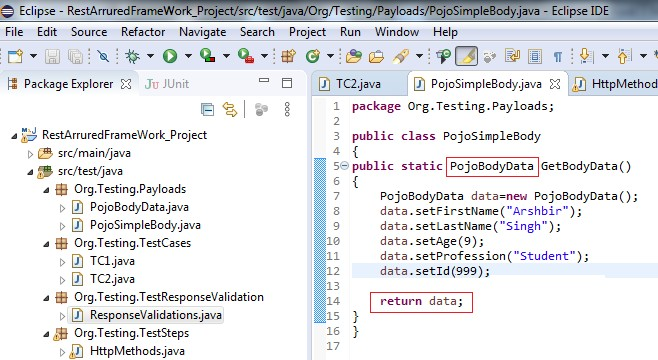 Eclipse - RestArruredFrameWork_Project/src/test/java/Org/Testing/Payloads/PojoSimpleBody.java - Eclipse IDE
File Edit Source Refactor Navigate Search Project Run Window Help
Package Explorer JU JUnit
RestArruredFrameWork_Project
src/main/java
src/test/java
Org.Testing.Payloads
PojoBodyData.java
PojoSimpleBody.java
Org.Testing.TestCases
TC1.java
TC2.java
Org.Testing.TestResponseValidation
ResponseValidations.java
Org.Testing.TestSteps
HttpMethods.java
TC2.java PojoSimpleBody.java HttpMethods
1 package Org.Testing.Payloads;
2
3 public class PojoSimpleBody
4 {
5 public static PojoBodyData GetBodyData()
6 {
7 PojoBodyData data=new PojoBodyData();
8 data.setFirstName("Arshbir");
9 data.setLastName("Singh");
10 data.setAge(9);
11 data.setProfession("Student");
12 data.setId(999);
13
14 return data;
15 }
16 }
17